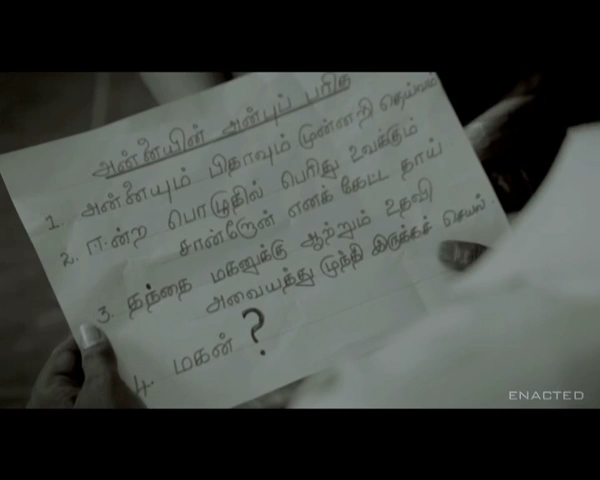 அன்னையின் அன்புப் பரிசு
1. அன்னையும் பிதாவும் முன்னறி தெய்வம்
2. ஈன்ற பொழுதில் பெரிது உவக்கும்
சான்றோன் எனக் கேட்ட தாய்
3. தந்தை மகனுக்கு ஆற்றும் உதவி
அவையத்து முந்தி இருக்கச் செயல்.
4. மகன் ?
ENACTED